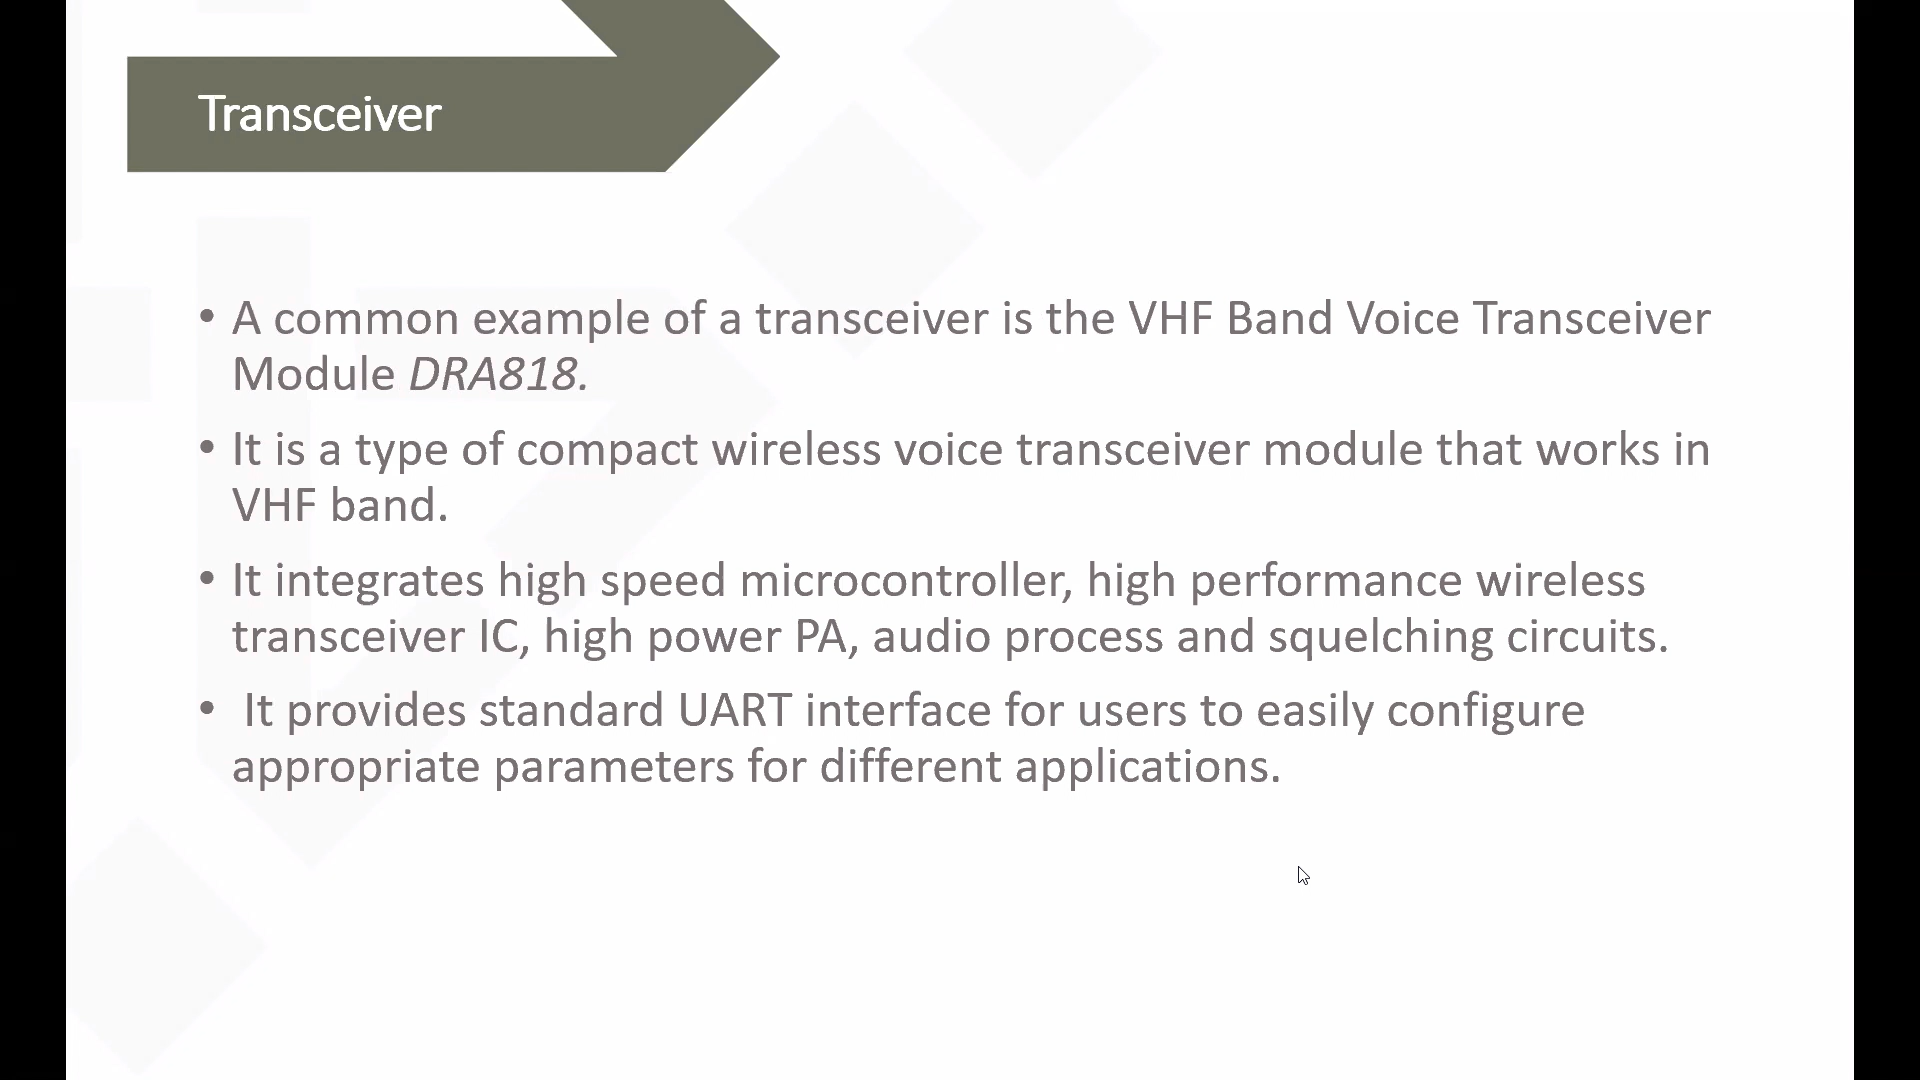 Transceiver
• A common example of a transceiver is the VHF Band Voice Transceiver
Module DRA818.
• It is a type of compact wireless voice transceiver module that works in
VHF band.
• It integrates high speed microcontroller, high performance wireless
transceiver IC, high power PA, audio process and squelching circuits.
• It provides standard UART interface for users to easily configure
appropriate parameters for different applications.